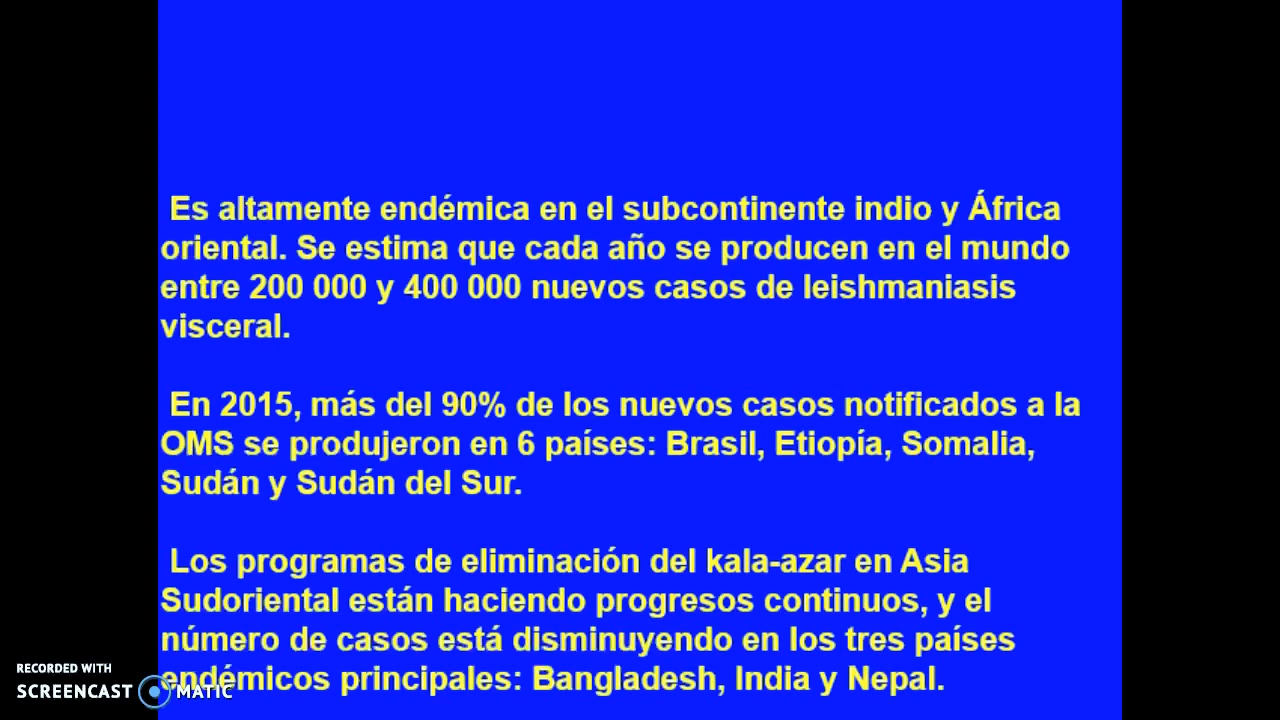 Es altamente endémica en el subcontinente indio y África
oriental. Se estima que cada año se producen en el mundo
entre 200 000 y 400 000 nuevos casos de leishmaniasis
visceral.
En 2015, más del 90% de los nuevos casos notificados a la
OMS se produjeron en 6 países: Brasil, Etiopía, Somalia,
Sudán y Sudán del Sur.
Los programas de eliminación del kala-azar en Asia
Sudoriental están haciendo progresos continuos, y el
número de casos está disminuyendo en los tres países
endémicos principales: Bangladesh, India y Nepal.
RECORDED WITH
SCREENCAST MATIC